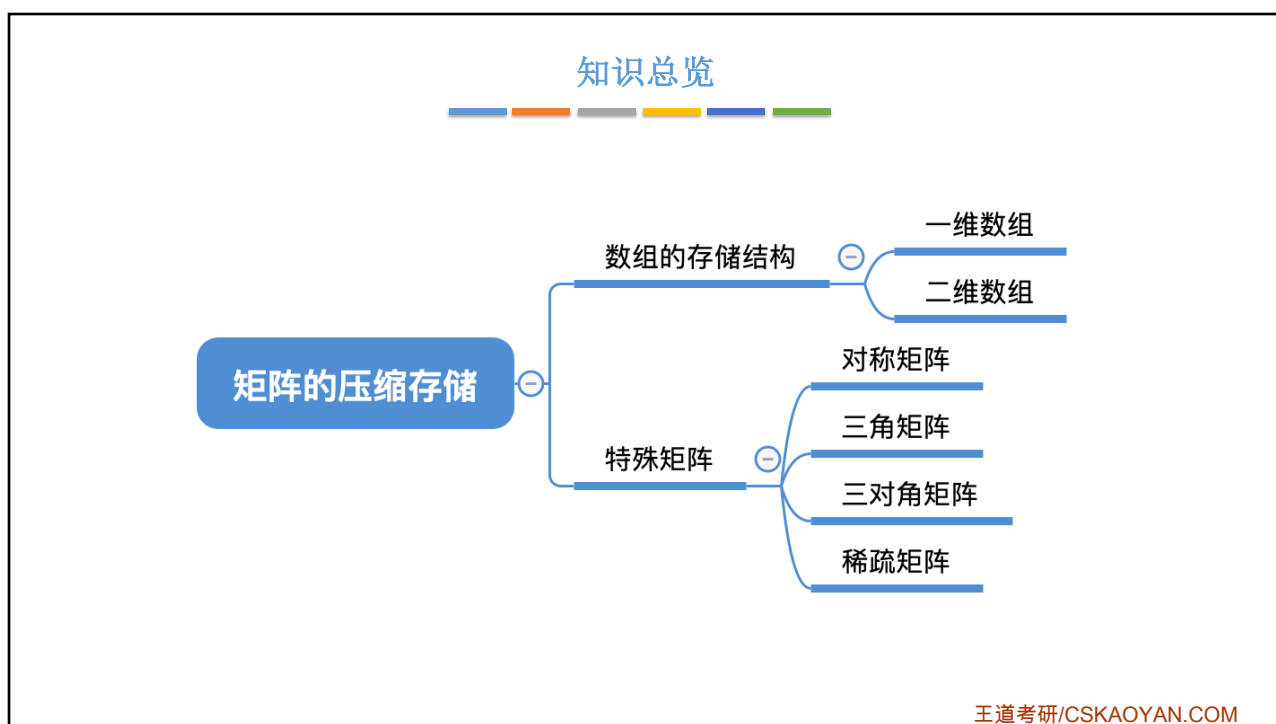 知识总览
矩阵的压缩存储
数组的存储结构
一维数组
二维数组
特殊矩阵
对称矩阵
三角矩阵
三对角矩阵
稀疏矩阵
王道考研/CSKAOYAN.COM